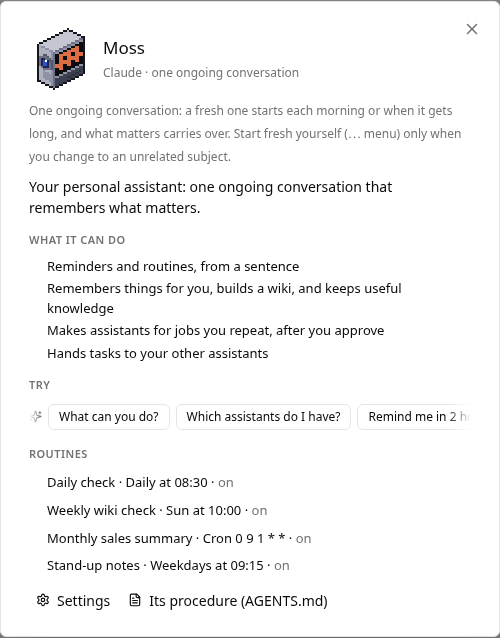 Moss
Claude · one ongoing conversation
One ongoing conversation: a fresh one starts each morning or when it gets
long, and what matters carries over. Start fresh yourself (… menu) only when
you change to an unrelated subject.
Your personal assistant: one ongoing conversation that
remembers what matters.
WHAT IT CAN DO
Reminders and routines, from a sentence
Remembers things for you, builds a wiki, and keeps useful
knowledge
Makes assistants for jobs you repeat, after you approve
Hands tasks to your other assistants
TRY
What can you do? Which assistants do I have? Remind me in 2
ROUTINES
Daily check · Daily at 08:30 · on
Weekly wiki check · Sun at 10:00 · on
Monthly sales summary · Cron 0 9 1 * * · on
Stand-up notes · Weekdays at 09:15 · on
Settings Its procedure (AGENTS.md)